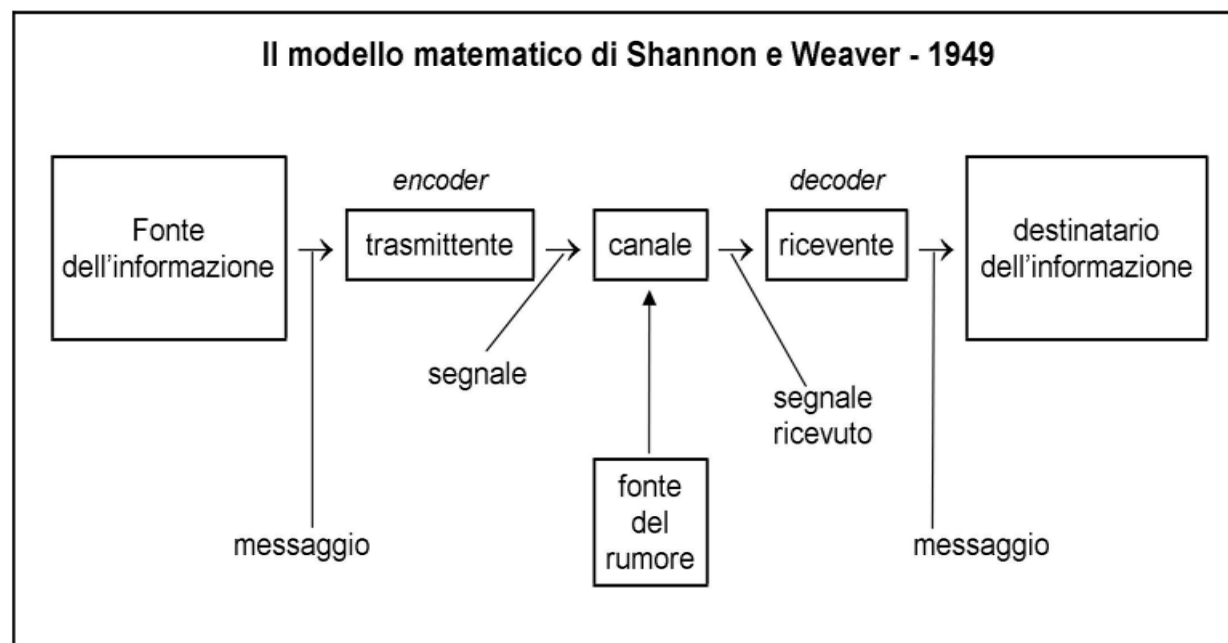 Il modello matematico di Shannon e Weaver - 1949
encoder
decoder
Fonte
dell'informazione
trasmittente
canale
ricevente
destinatario
dell'informazione
segnale
segnale
ricevuto
fonte
del
rumore
messaggio
messaggio